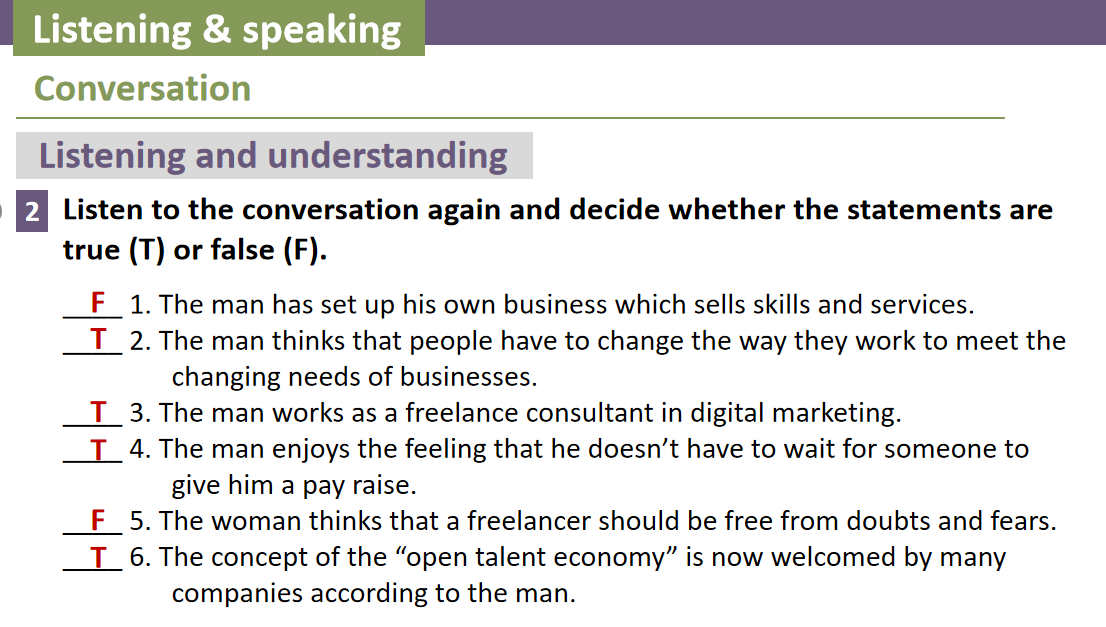 Listening & speaking
Conversation
Listening and understanding
2 Listen to the conversation again and decide whether the statements are
true (T) or false (F).
F 1. The man has set up his own business which sells skills and services.
T 2. The man thinks that people have to change the way they work to meet the
changing needs of businesses.
T 3. The man works as a freelance consultant in digital marketing.
T 4. The man enjoys the feeling that he doesn’t have to wait for someone to
give him a pay raise.
F 5. The woman thinks that a freelancer should be free from doubts and fears.
T 6. The concept of the “open talent economy” is now welcomed by many
companies according to the man.